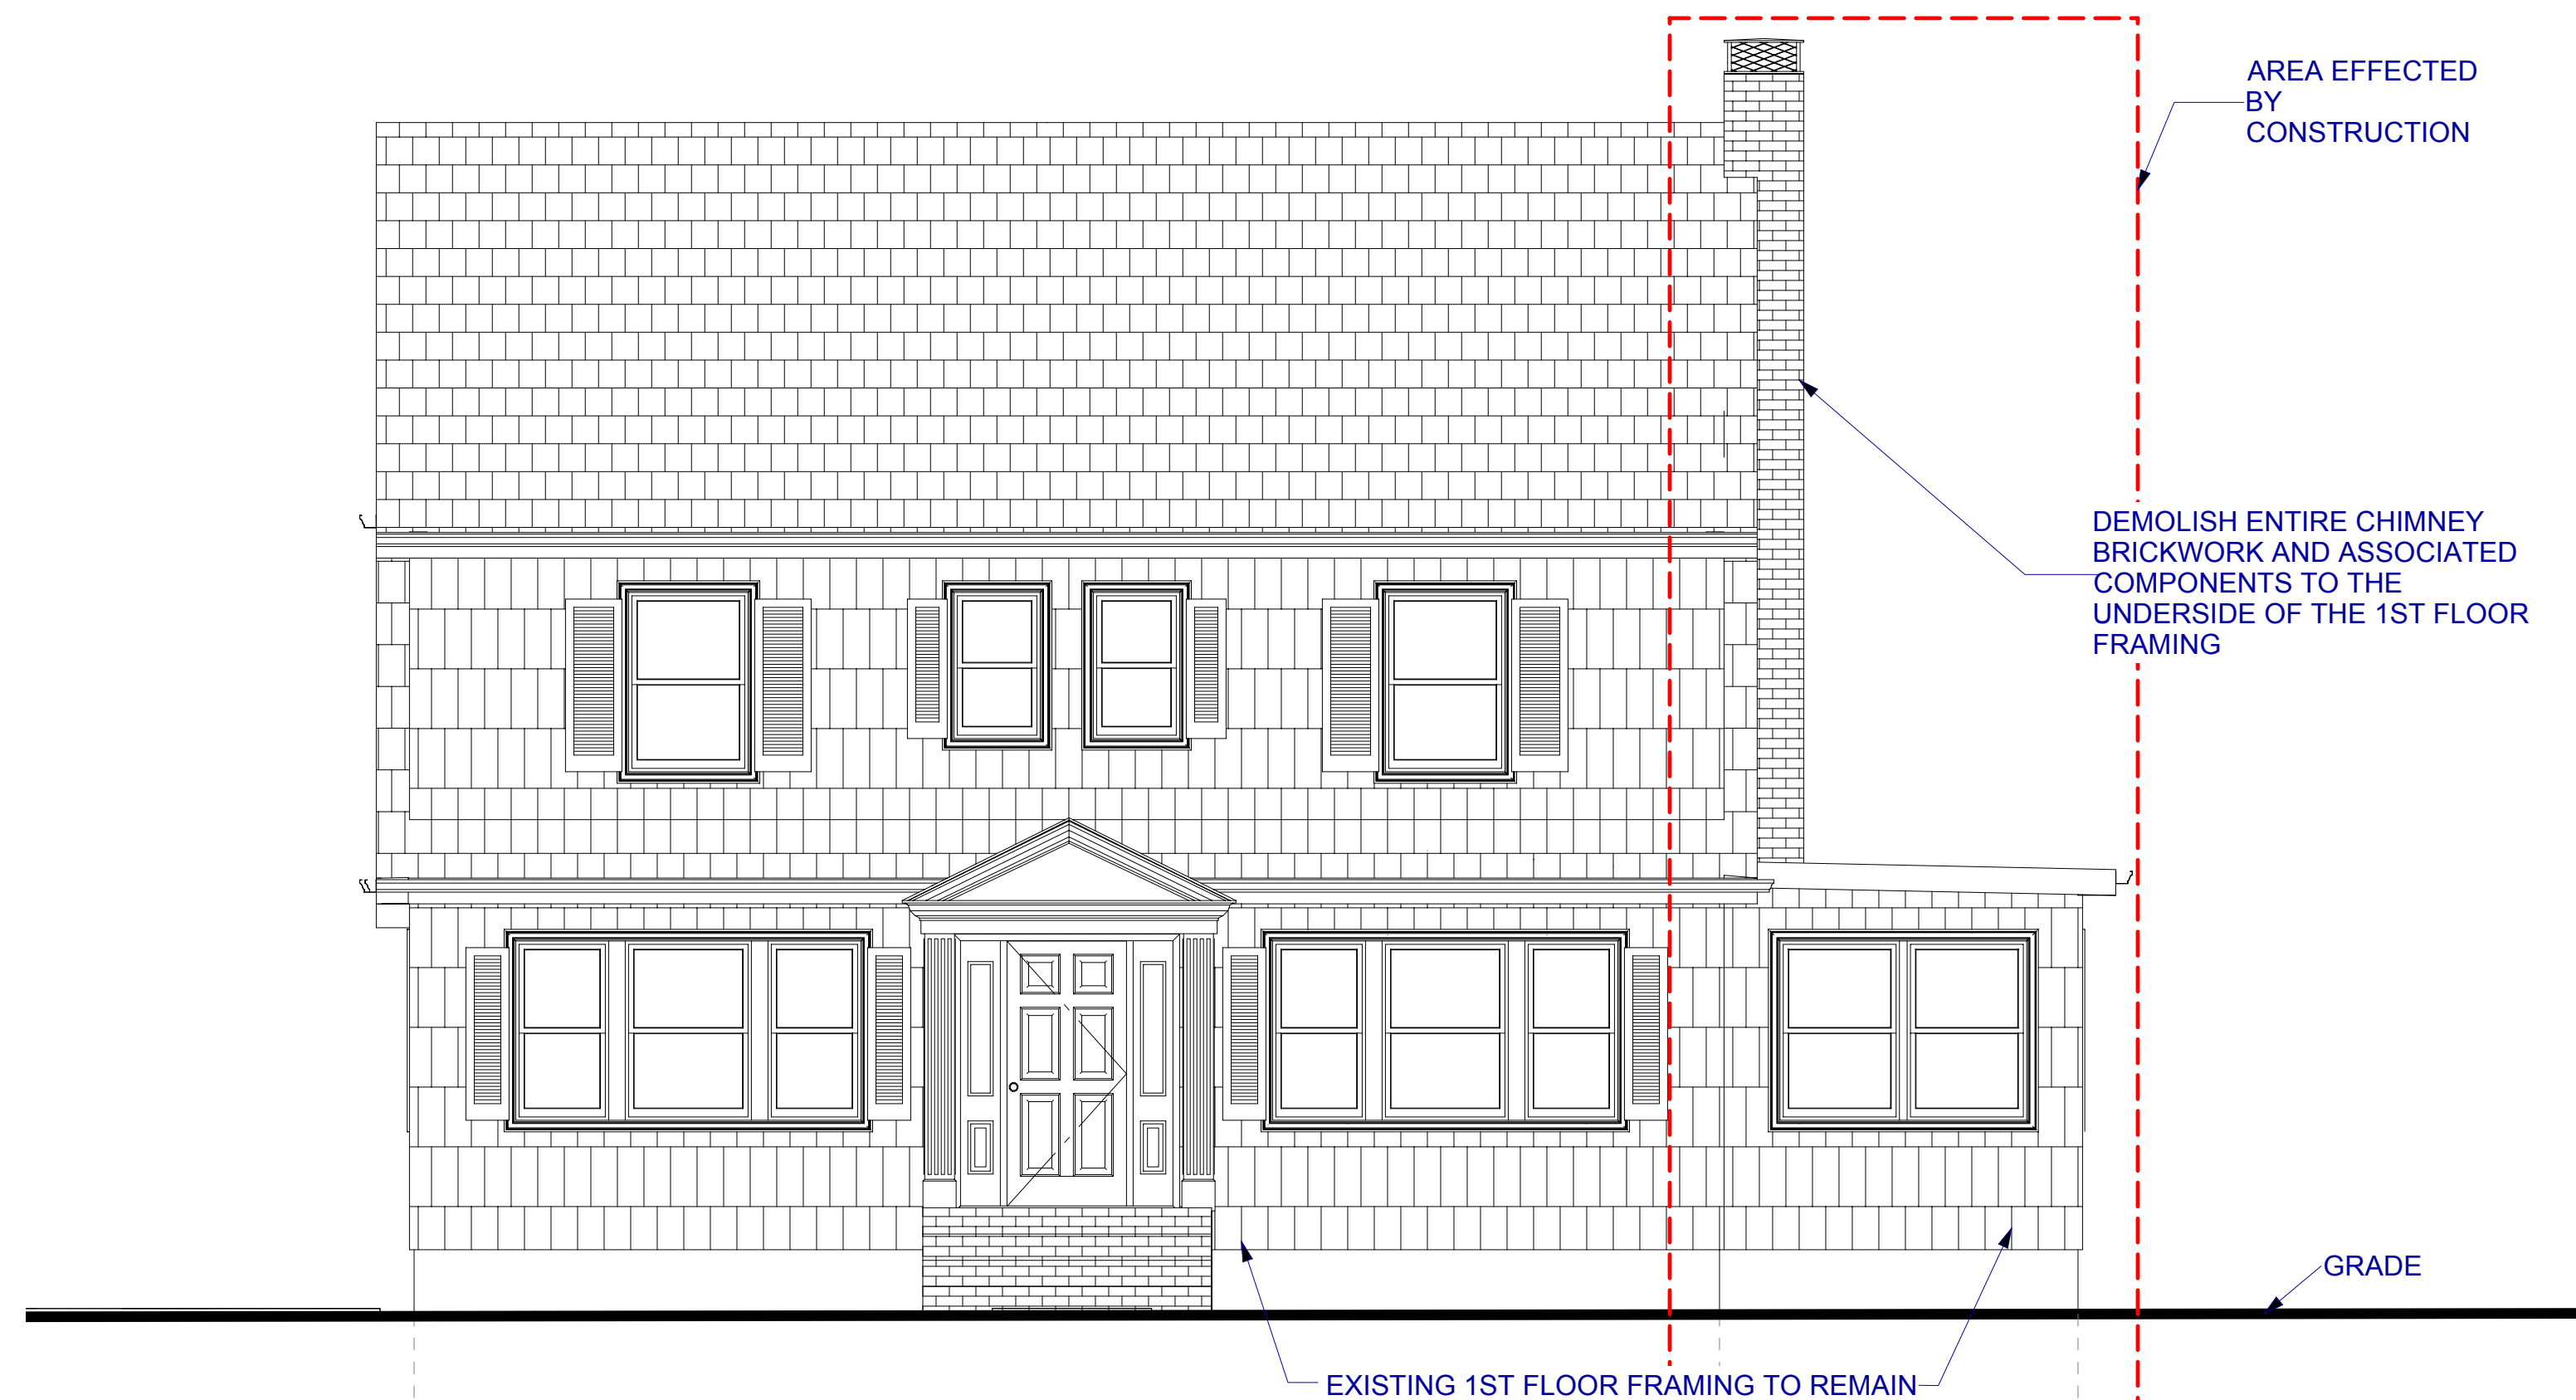 AREA EFFECTED
BY
CONSTRUCTION
DEMOLISH ENTIRE CHIMNEY
BRICKWORK AND ASSOCIATED
COMPONENTS TO THE
UNDERSIDE OF THE 1ST FLOOR
FRAMING
GRADE
EXISTING 1ST FLOOR FRAMING TO REMAIN